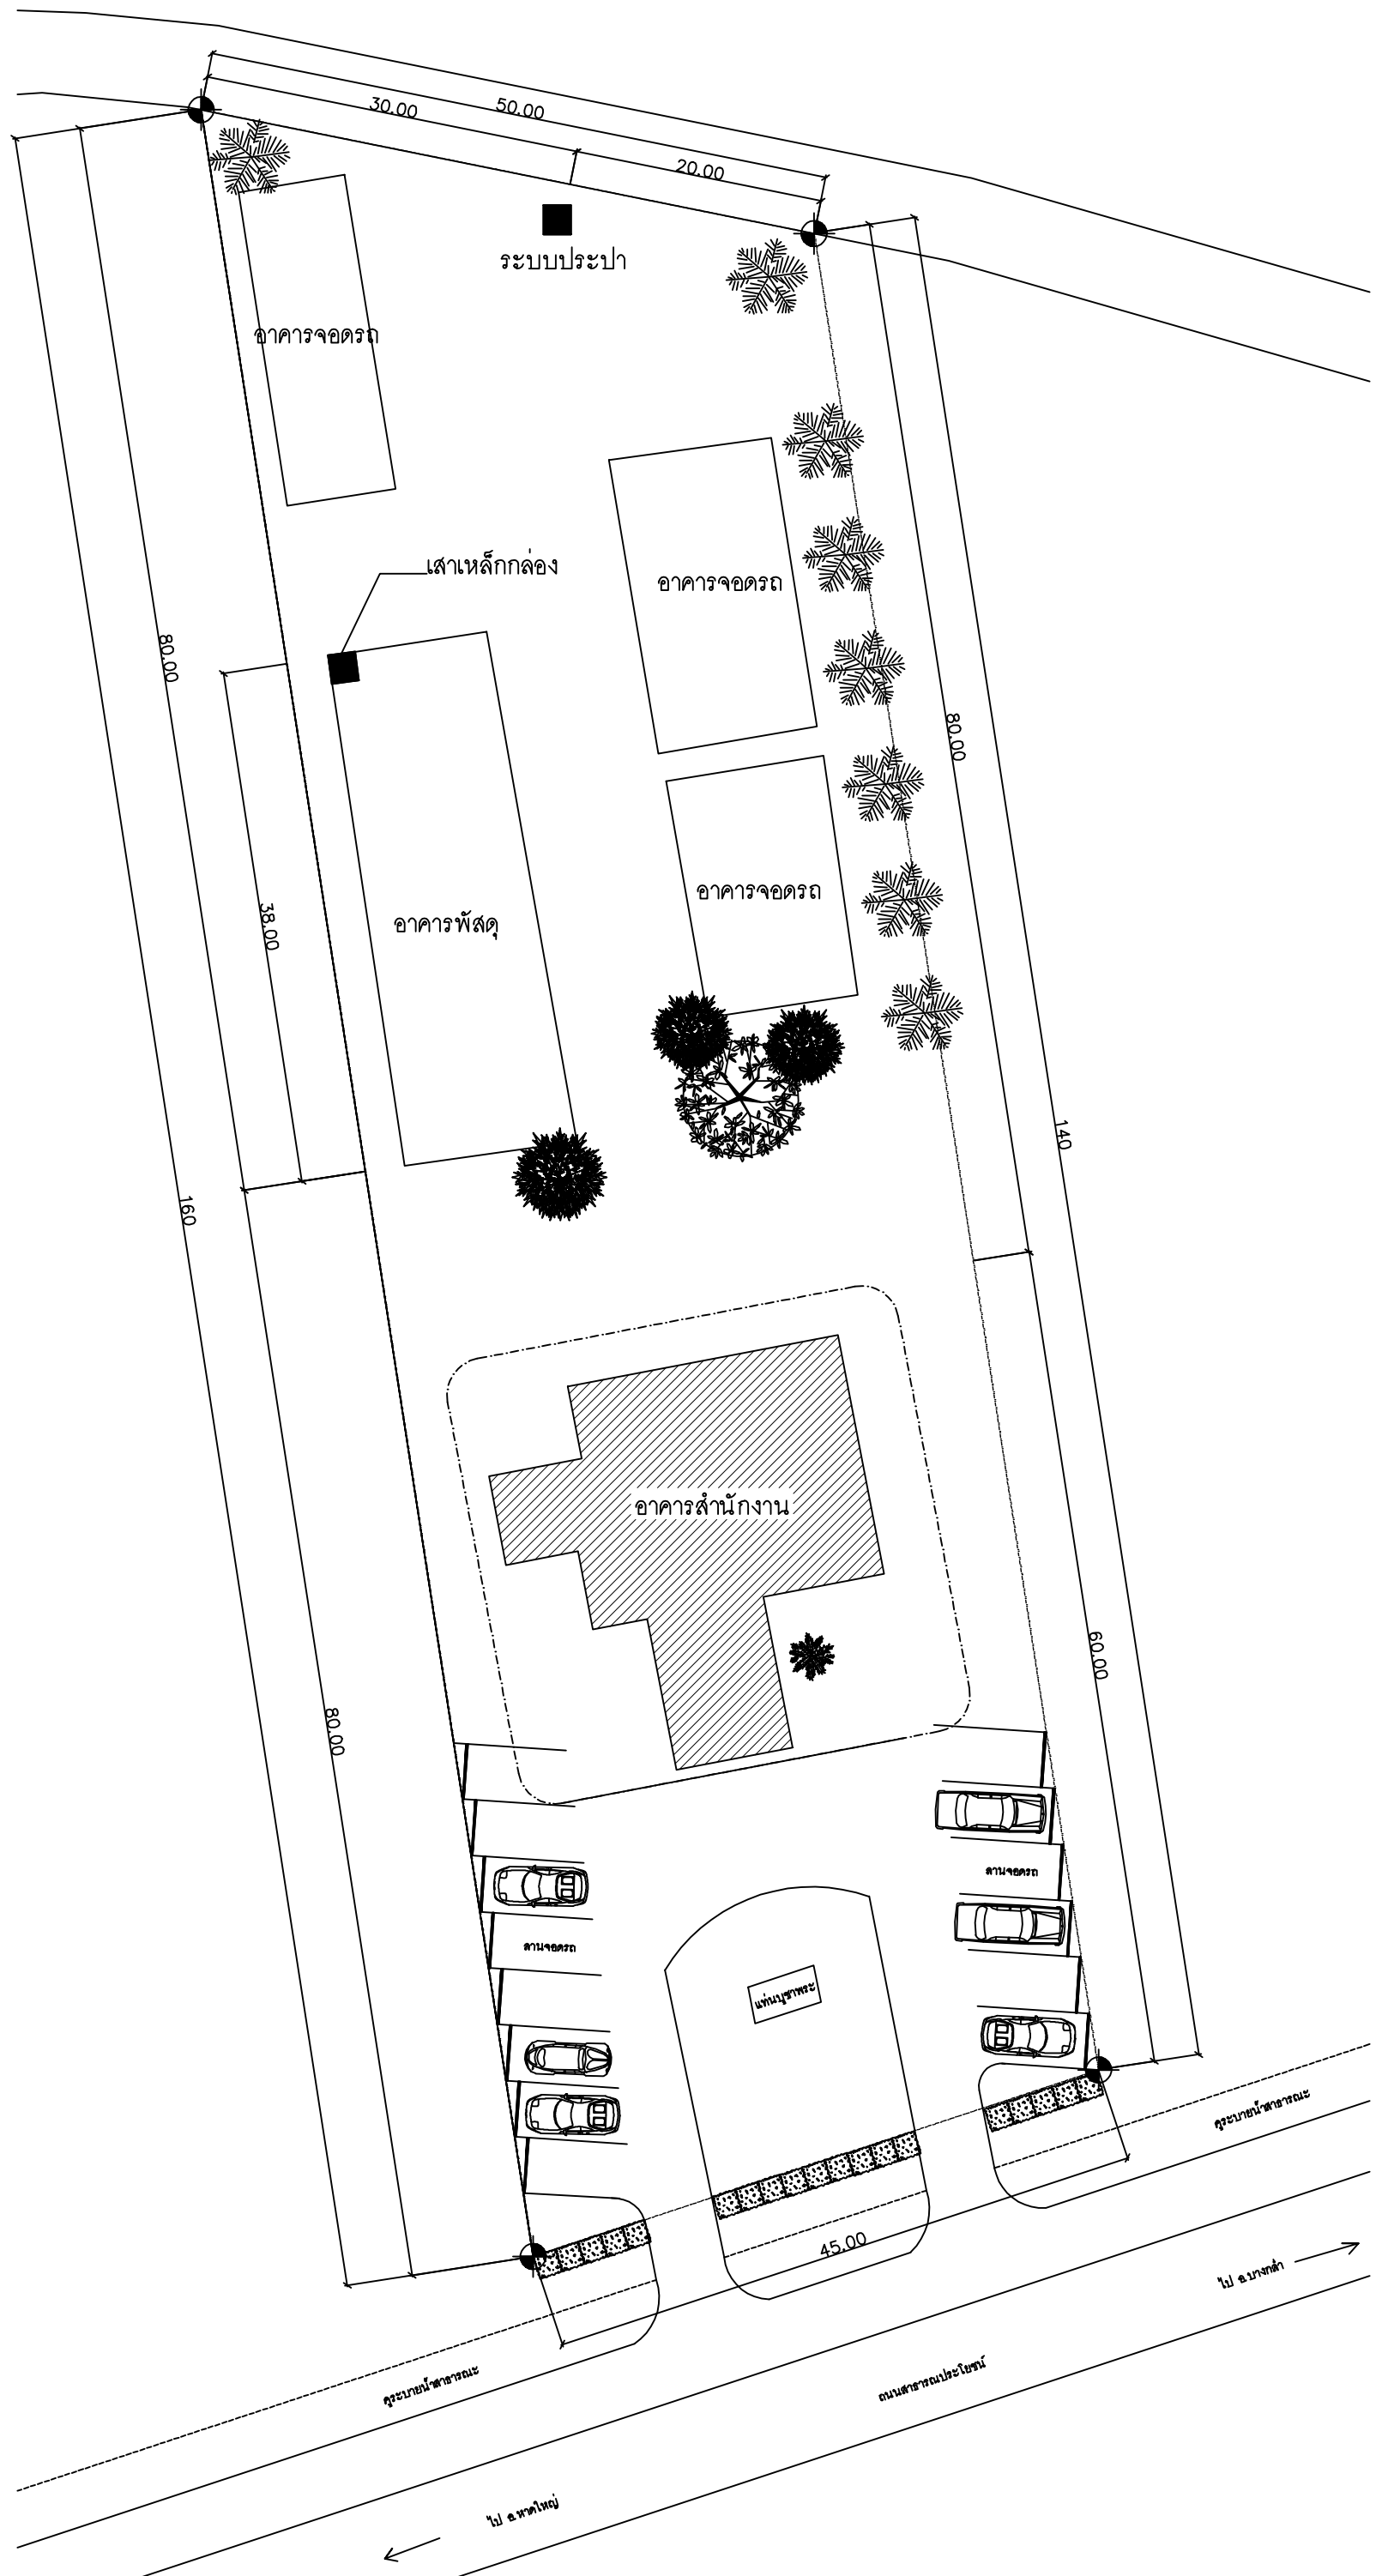 50.00
30.00
20.00
ระบบประปา
อาคารจอดรถ
เสาเหล็กกล่อง
อาคารจอดรถ
80.00
80.00
38.00
อาคารจอดรถ
อาคารพัสดุ
140
160
อาคารสำนักงาน
60.00
80.00
ลานจอดรถ
ลานจอดรถ
แท่นบูชาพระ
คูระบายน้ำสาธารณะ
45.00
ไป อ.บางกล่ำ
คูระบายน้ำสาธารณะ
ถนนสาธารณประโยชน์
ไป อ.หาดใหญ่